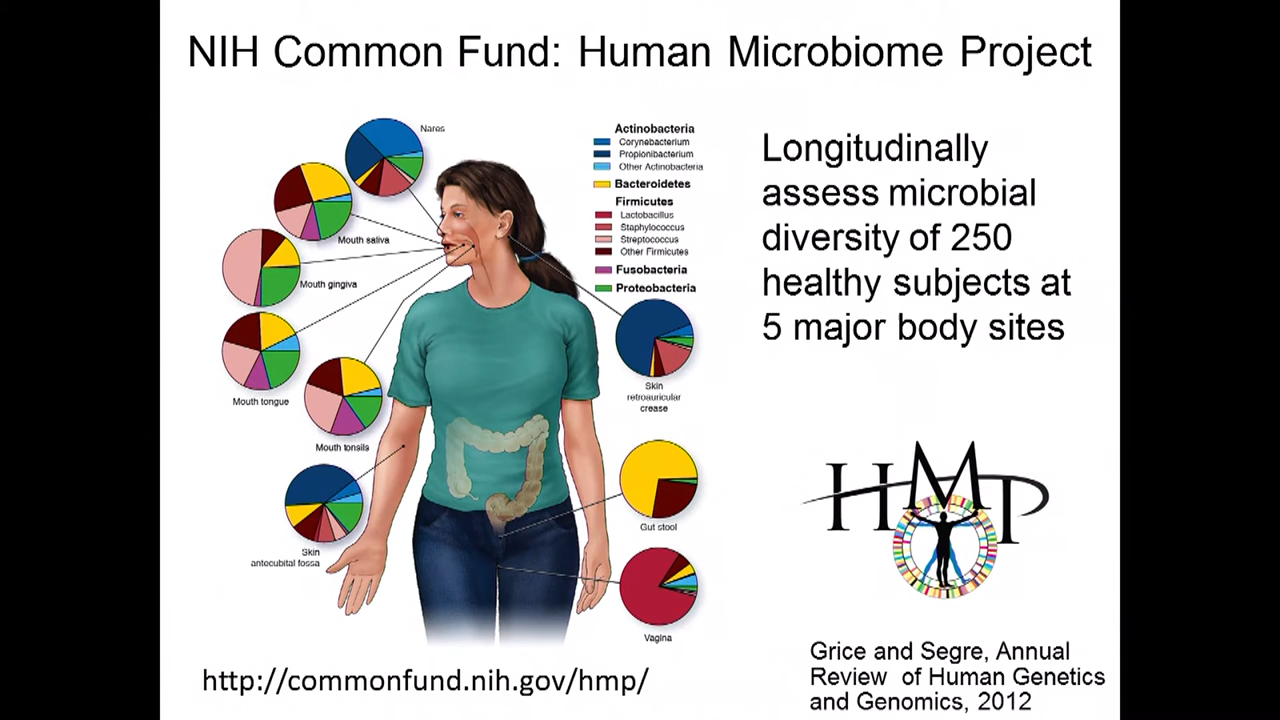 NIH Common Fund: Human Microbiome Project
Nares
Mouth saliva
Mouth gingiva
Mouth tongue
Mouth tonsils
Skin
antecubital fossa
Actinobacteria
Corynebacterium
Propionibacterium
Other Actinobacteria
Bacteroidetes
Firmicutes
Lactobacillus
Staphylococcus
Streptococcus
Other Firmicutes
Fusobacteria
Proteobacteria
Skin
retroauricular
crease
Gut stool
Vagina
Longitudinally
assess microbial
diversity of 250
healthy subjects at
5 major body sites
HMP
http://commonfund.nih.gov/hmp/
Grice and Segre, Annual
Review of Human Genetics
and Genomics, 2012